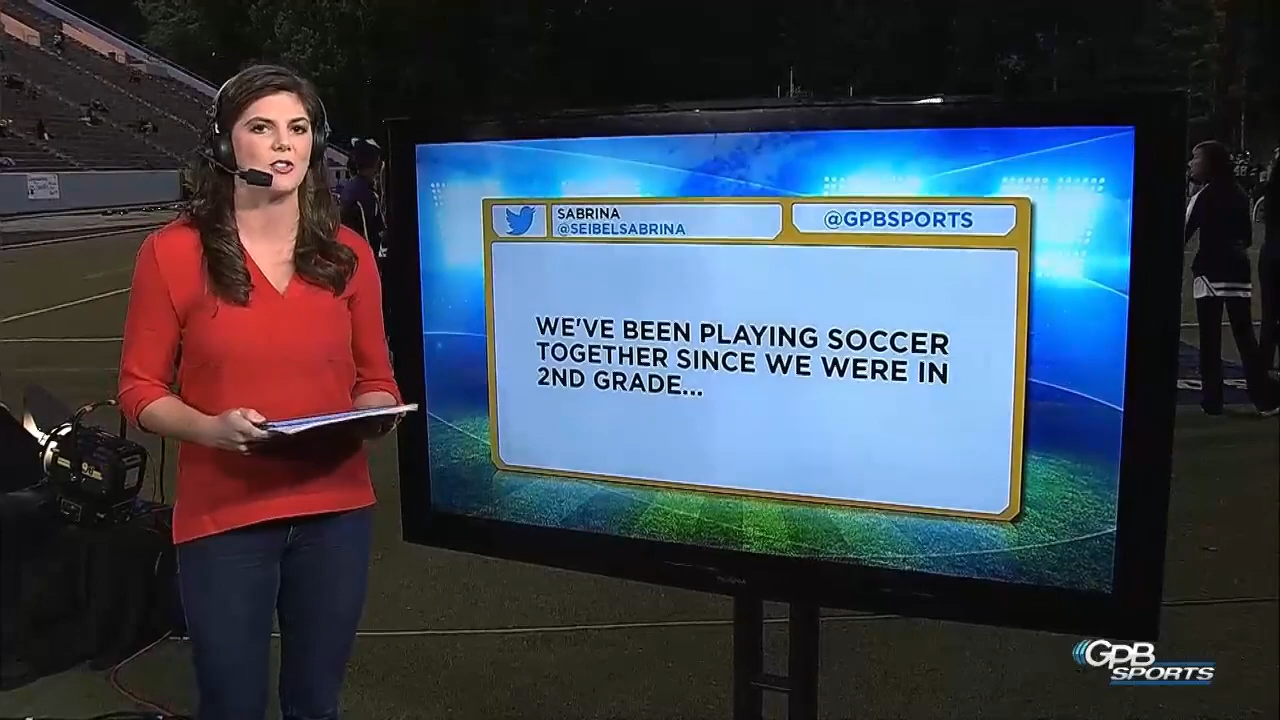 SABRINA
@SEIBELSABRINA
@GPBSPORTS
WE'VE BEEN PLAYING SOCCER
TOGETHER SINCE WE WERE IN
2ND GRADE...
GPB
SPORTS